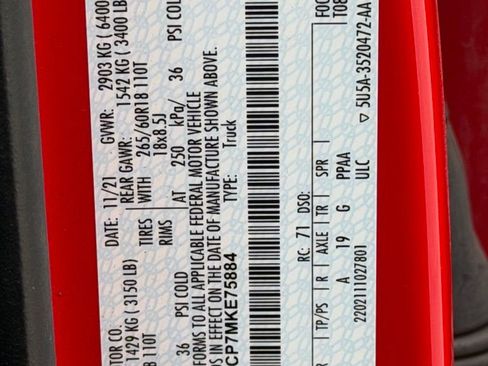 TOR CO. DATE: 11/21 GVWR: 2903 KG ( 6400
1429 KG ( 3150 LB) REAR GAWR: 1542 KG ( 3400 LB
110T TIRES WITH 265/60R18 110T
RIMS 18x8.5J
36 PSI COLD AT 250 kPa/ 36 PSI COLD
FORMS TO ALL APPLICABLE FEDERAL MOTOR VEHICLE
DS IN EFFECT ON THE DATE OF MANUFACTURE SHOWN ABOVE.
CP7MKE75884 TYPE: Truck
RC: 71 DSO:
TP/PS R AXLE TR SPR
A 19 G PPAA
2202111027801 ULC
5U5A-3520472-AA